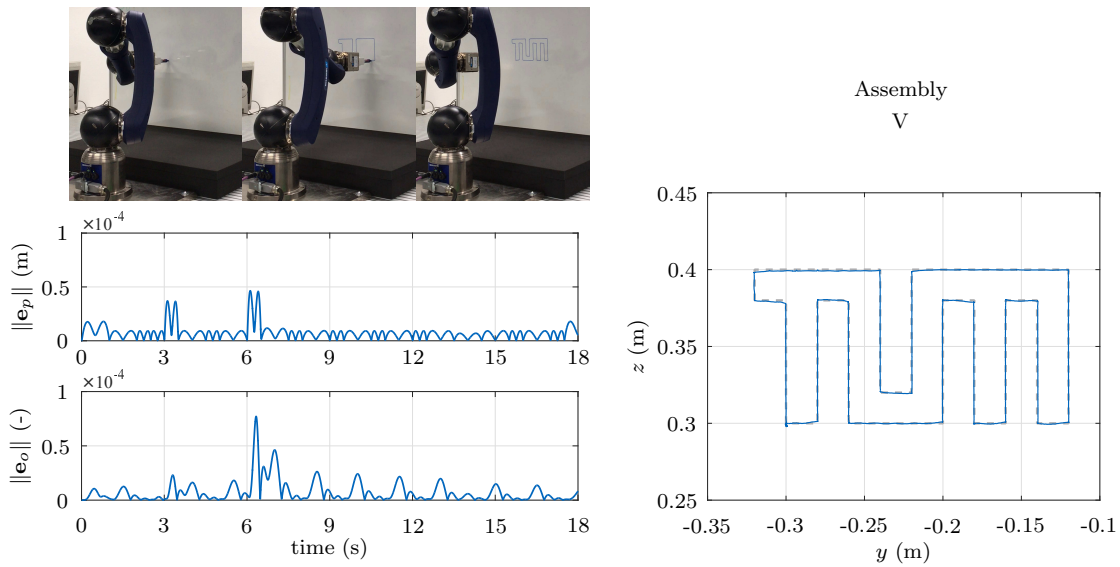 TUM
×10⁻⁴
1
0.5
0
‖e_p‖ (m)
0 3 6 9 12 15 18
×10⁻⁴
1
0.5
0
‖e_o‖ (-)
0 3 6 9 12 15 18
time (s)
Assembly
V
0.45
0.4
0.35
0.3
0.25
z (m)
-0.35 -0.3 -0.25 -0.2 -0.15 -0.1
y (m)